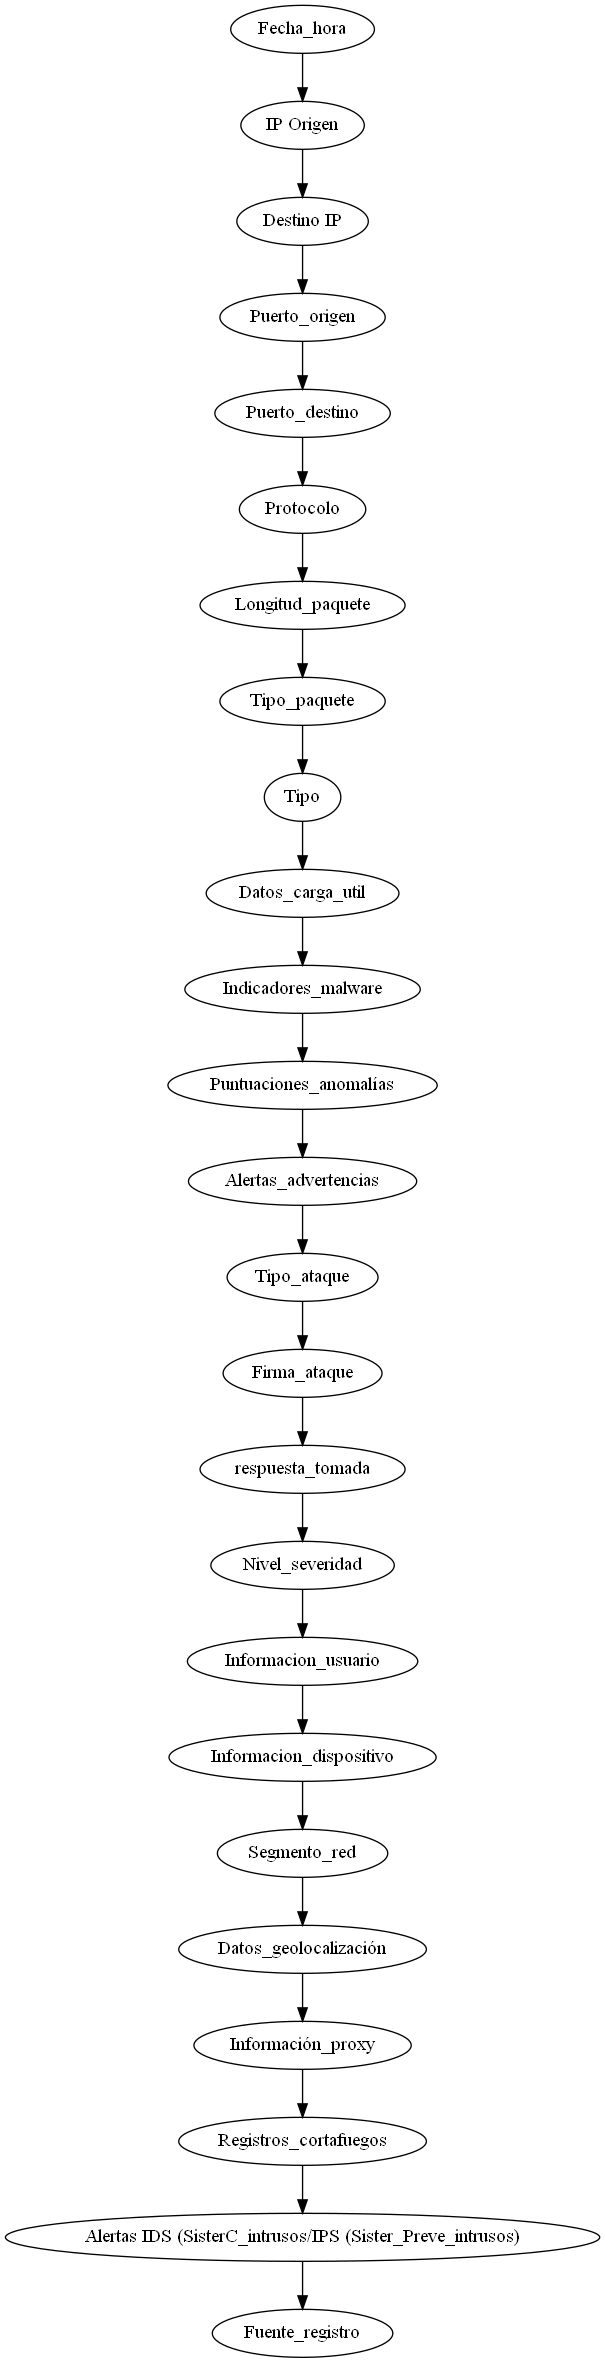 Fecha_hora
IP Origen
Destino IP
Puerto_origen
Puerto_destino
Protocolo
Longitud_paquete
Tipo_paquete
Tipo
Datos_carga_util
Indicadores_malware
Puntuaciones_anomalías
Alertas_advertencias
Tipo_ataque
Firma_ataque
respuesta_tomada
Nivel_severidad
Informacion_usuario
Informacion_dispositivo
Segmento_red
Datos_geolocalización
Información_proxy
Registros_cortafuegos
Alertas IDS (SisterC_intrusos/IPS (Sister_Preve_intrusos)
Fuente_registro